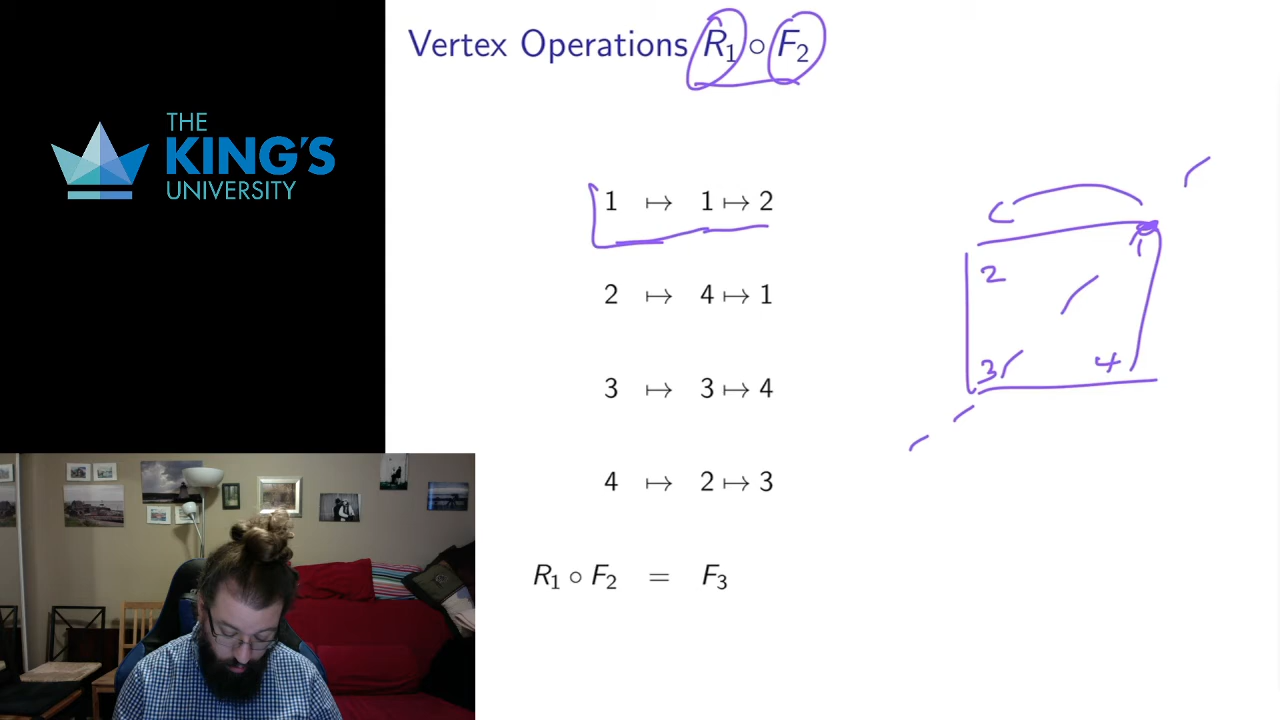 THE
KING'S
UNIVERSITY
Vertex Operations R₁ ∘ F₂
1 ↦ 1 ↦ 2
2 ↦ 4 ↦ 1
3 ↦ 3 ↦ 4
4 ↦ 2 ↦ 3
R₁ ∘ F₂ = F₃
2 1
3 4